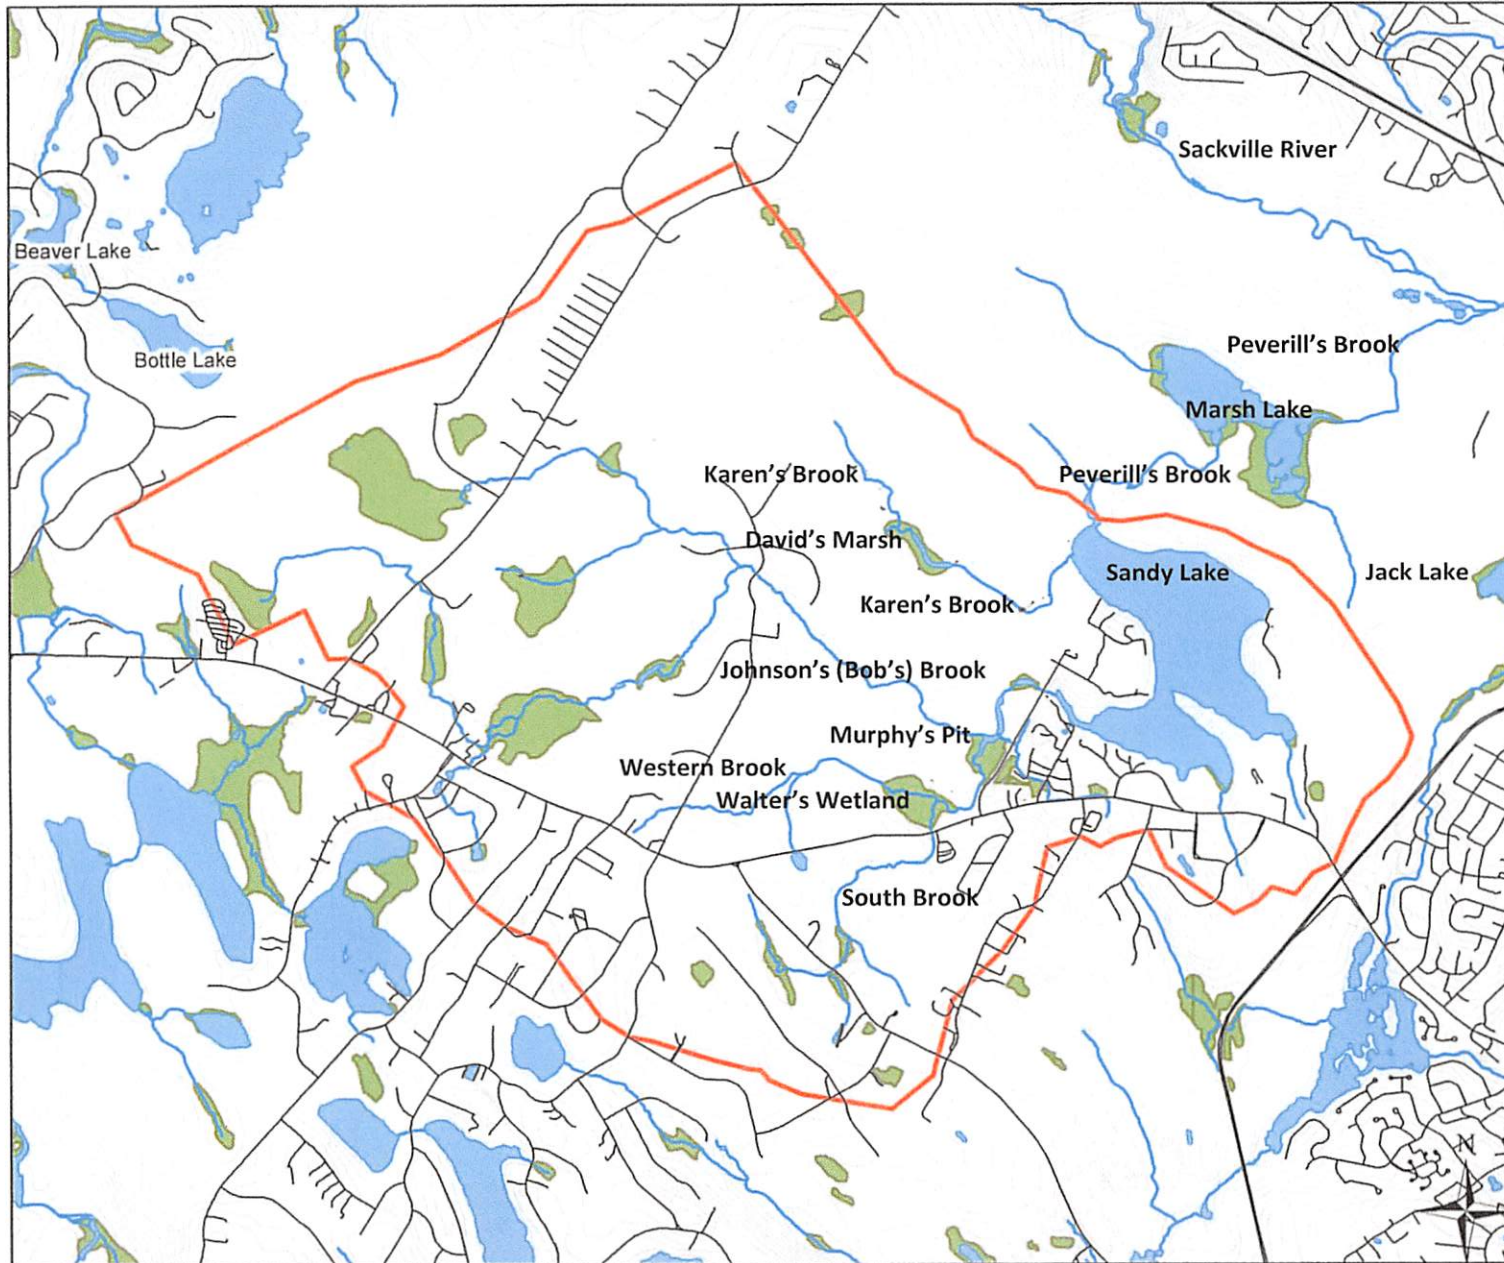 Sackville River
Beaver Lake
Peverill's Brook
Bottle Lake
Marsh Lake
Karen's Brook
Peverill's Brook
David's Marsh
Sandy Lake
Jack Lake
Karen's Brook
Johnson's (Bob's) Brook
Murphy's Pit
Western Brook
Walter's Wetland
South Brook
N